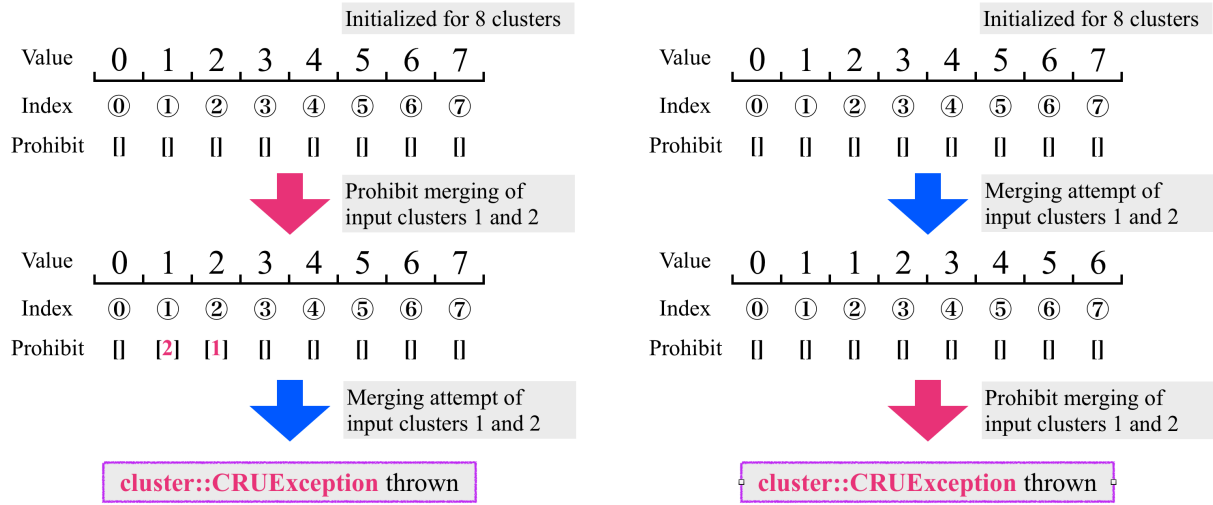 Initialized for 8 clusters
Value 0 1 2 3 4 5 6 7
Index ⓪ ① ② ③ ④ ⑤ ⑥ ⑦
Prohibit [] [] [] [] [] [] [] []
Prohibit merging of
input clusters 1 and 2
Value 0 1 2 3 4 5 6 7
Index ⓪ ① ② ③ ④ ⑤ ⑥ ⑦
Prohibit [] [2] [1] [] [] [] [] []
Merging attempt of
input clusters 1 and 2
cluster::CRUException thrown
Initialized for 8 clusters
Value 0 1 2 3 4 5 6 7
Index ⓪ ① ② ③ ④ ⑤ ⑥ ⑦
Prohibit [] [] [] [] [] [] [] []
Merging attempt of
input clusters 1 and 2
Value 0 1 1 2 3 4 5 6
Index ⓪ ① ② ③ ④ ⑤ ⑥ ⑦
Prohibit [] [] [] [] [] [] [] []
Prohibit merging of
input clusters 1 and 2
cluster::CRUException thrown